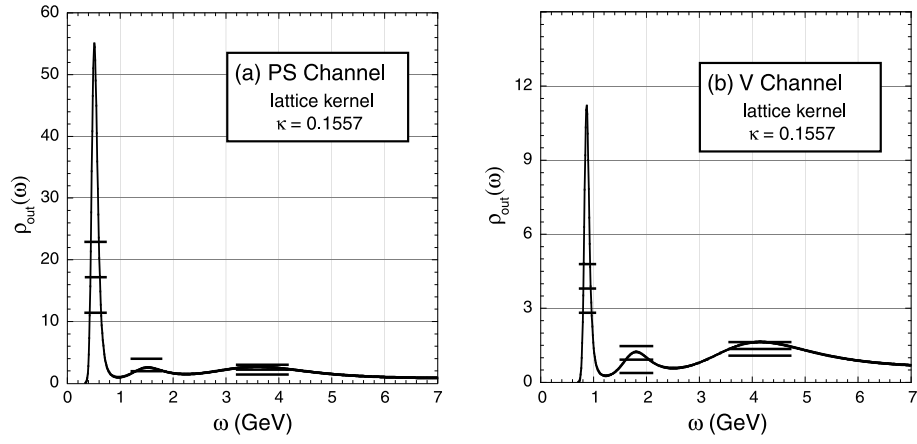 60
50
40
30
20
10
0
ρout(ω)
(a) PS Channel
lattice kernel
κ = 0.1557
0 1 2 3 4 5 6 7
ω (GeV)
12
9
6
3
0
ρout(ω)
(b) V Channel
lattice kernel
κ = 0.1557
0 1 2 3 4 5 6 7
ω (GeV)